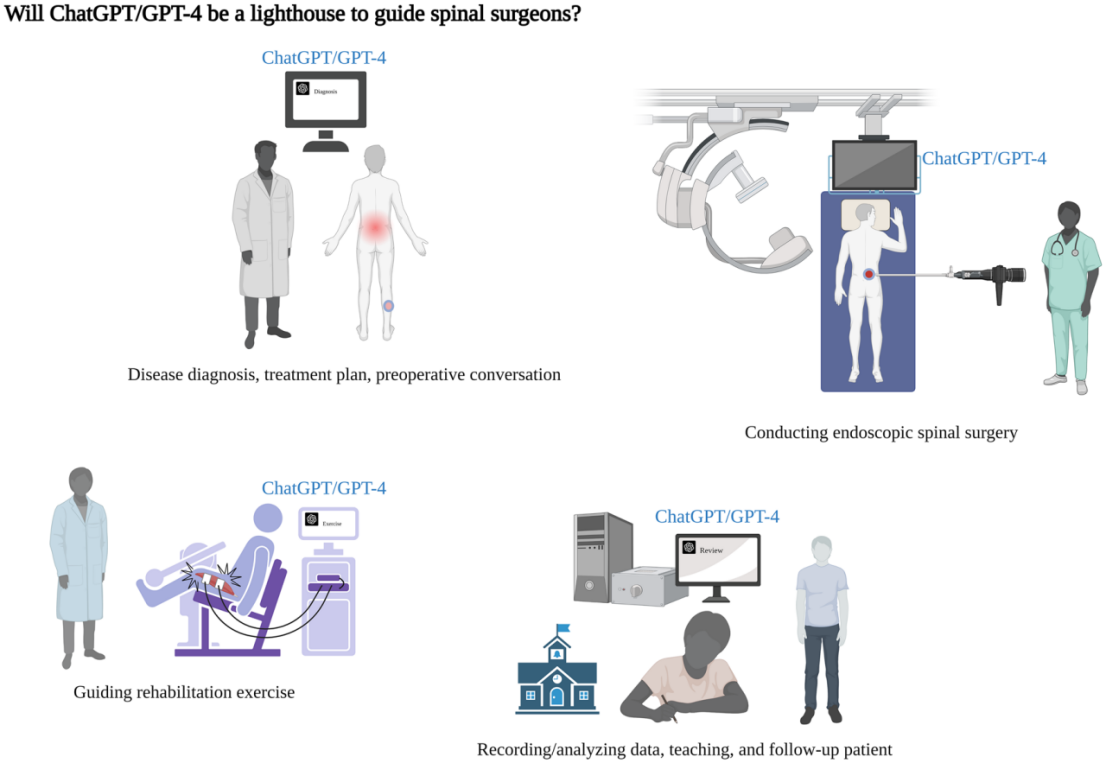 Will ChatGPT/GPT-4 be a lighthouse to guide spinal surgeons?
ChatGPT/GPT-4
Diagnosis
Disease diagnosis, treatment plan, preoperative conversation
ChatGPT/GPT-4
Conducting endoscopic spinal surgery
ChatGPT/GPT-4
Exercise
Guiding rehabilitation exercise
ChatGPT/GPT-4
Review
Recording/analyzing data, teaching, and follow-up patient